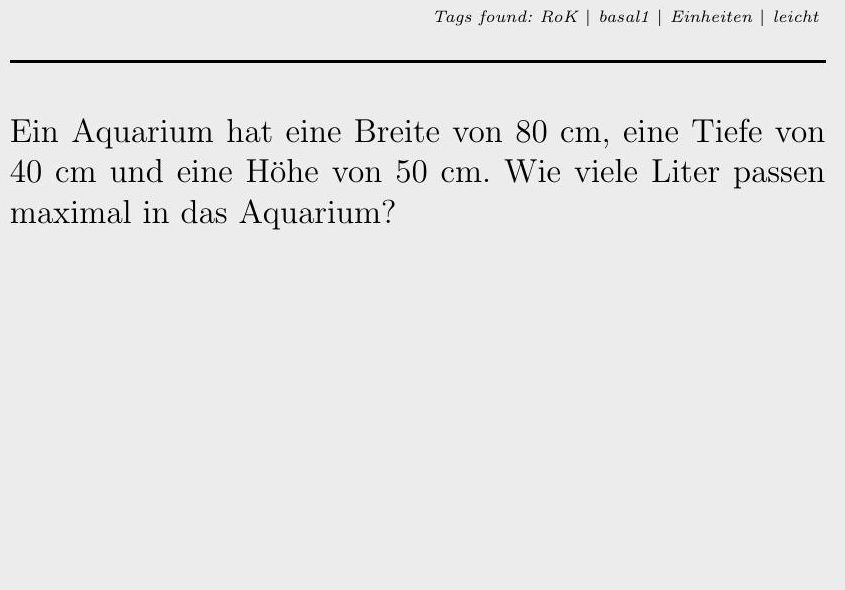 Tags found: RoK | basal1 | Einheiten | leicht
Ein Aquarium hat eine Breite von 80 cm, eine Tiefe von
40 cm und eine Höhe von 50 cm. Wie viele Liter passen
maximal in das Aquarium?